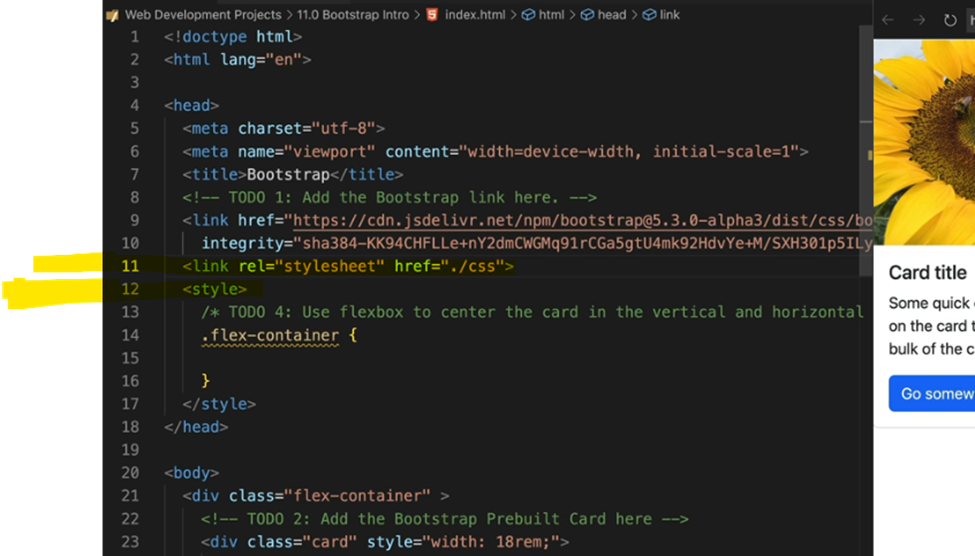 Web Development Projects > 11.0 Bootstrap Intro > index.html > html > head > link
1 <!doctype html>
2 <html lang="en">
3
4 <head>
5 <meta charset="utf-8">
6 <meta name="viewport" content="width=device-width, initial-scale=1">
7 <title>Bootstrap</title>
8 <!-- TODO 1: Add the Bootstrap link here. -->
9 <link href="https://cdn.jsdelivr.net/npm/bootstrap@5.3.0-alpha3/dist/css/bo
10 integrity="sha384-KK94CHFLLe+nY2dmCWGMq91rCGa5gtU4mk92HdvYe+M/SXH301p5ILy
11 <link rel="stylesheet" href="./css">
12 <style>
13 /* TODO 4: Use flexbox to center the card in the vertical and horizontal
14 .flex-container {
15
16 }
17 </style>
18 </head>
19
20 <body>
21 <div class="flex-container" >
22 <!-- TODO 2: Add the Bootstrap Prebuilt Card here -->
23 <div class="card" style="width: 18rem;">
Card title
Some quick
on the card t
bulk of the c
Go somew